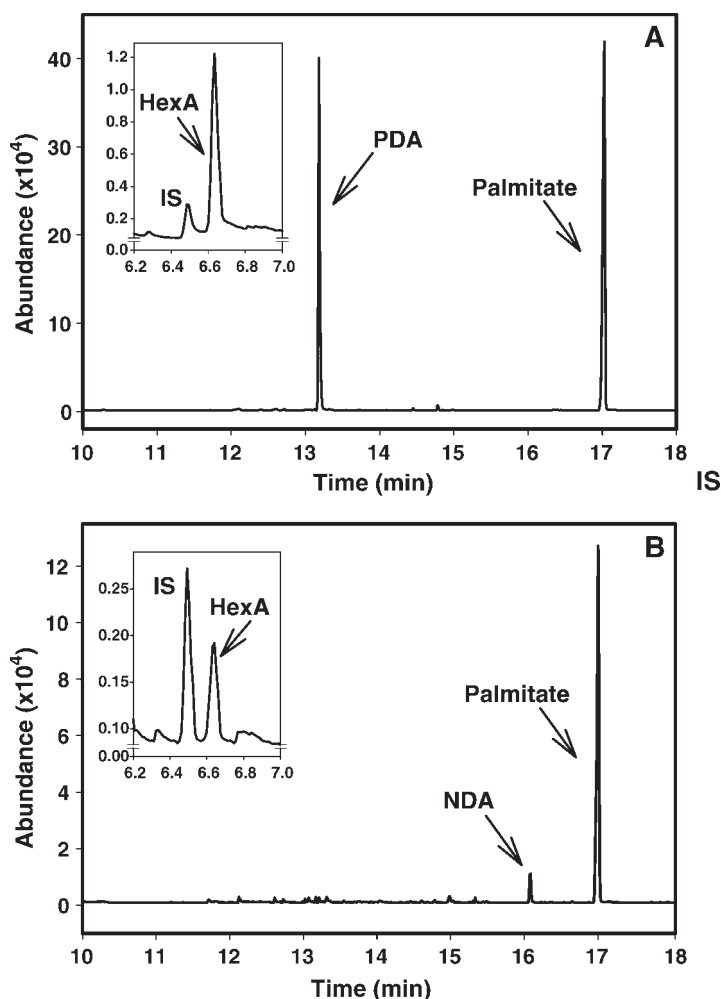 A
Abundance (x10⁴)
40
30
20
10
0
1.2
1.0
0.8
0.6
0.4
0.2
0.0
HexA
IS
6.2 6.4 6.6 6.8 7.0
PDA
Palmitate
10 11 12 13 14 15 16 17 18
Time (min)
IS
B
Abundance (x10⁴)
12
10
8
6
4
2
0
0.25
0.20
0.15
0.10
0.00
IS
HexA
6.2 6.4 6.6 6.8 7.0
Palmitate
NDA
10 11 12 13 14 15 16 17 18
Time (min)